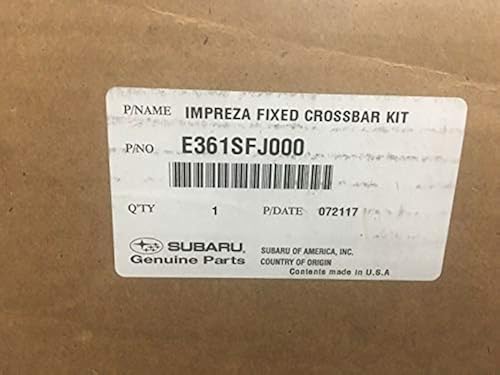 P/NAME IMPREZA FIXED CROSSBAR KIT
P/NO E361SFJ000
Q'TY 1 P/DATE 072117
SUBARU. SUBARU OF AMERICA, INC.
Genuine Parts COUNTRY OF ORIGIN
Contents made in U.S.A